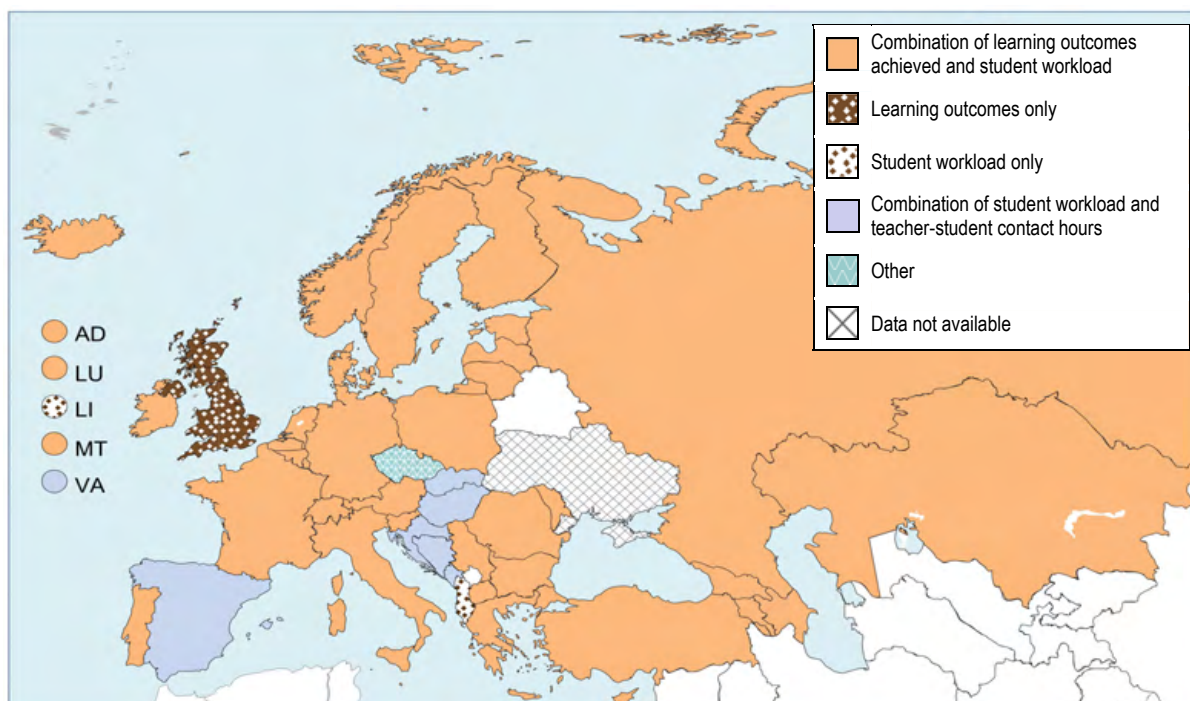 Combination of learning outcomes
achieved and student workload
Learning outcomes only
Student workload only
Combination of student workload and
teacher-student contact hours
Other
Data not available
AD
LU
LI
MT
VA